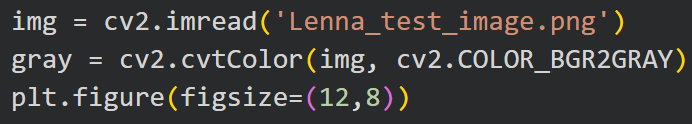 img = cv2.imread('Lenna_test_image.png')
gray = cv2.cvtColor(img, cv2.COLOR_BGR2GRAY)
plt.figure(figsize=(12,8))